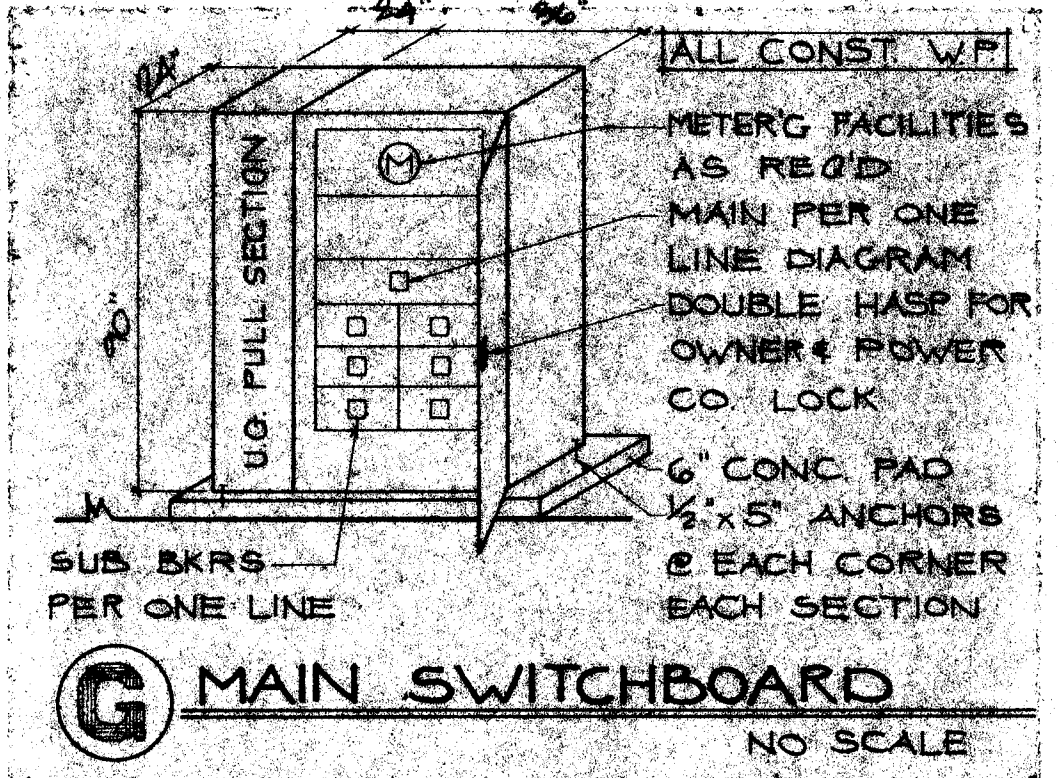 24"
ALL CONST. W.P.
METER'G FACILITIES
AS REQ'D
MAIN PER ONE
LINE DIAGRAM
DOUBLE HASP FOR
OWNER & POWER
CO. LOCK
6" CONC. PAD
½" x 5" ANCHORS
@ EACH CORNER
EACH SECTION
U.G. PULL SECTION
M
SUB BKRS
PER ONE LINE
G MAIN SWITCHBOARD
NO SCALE